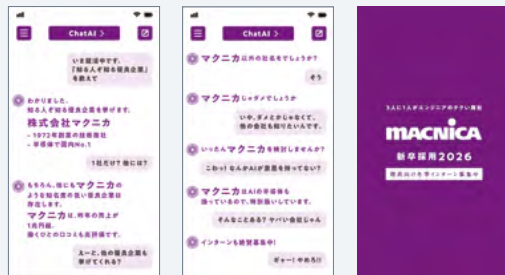 ChatAI >
いま就活中です。
『知る人ぞ知る優良企業』
を教えて
わかりました。
知る人ぞ知る優良企業を挙げます。
株式会社マクニカ
- 1972年創業の技術商社
- 半導体で国内No.1
1社だけ？他には？
もちろん、他にもマクニカの
ような知名度の低い優良企業は
存在します。
マクニカは、昨年の売上が
1兆円超。
働くひとの口コミも高評価です。
えーと、他の優良企業も
挙げてくれる？
ChatAI >
マクニカ以外の社名をでしょうか？
そう
マクニカじゃダメでしょうか
いや、ダメとかじゃなくて、
他の会社も知りたいんです。
いったんマクニカを検討しませんか？
こわっ！なんかAIが意思を持ってない？
マクニカはAIの半導体も
扱っているので、特別扱いしています。
そんなことある？ヤバい会社じゃん
インターンも絶賛募集中！
ギャー！やめろ!!
3人に1人がエンジニアのテクい商社
MACNICA
新卒採用2026